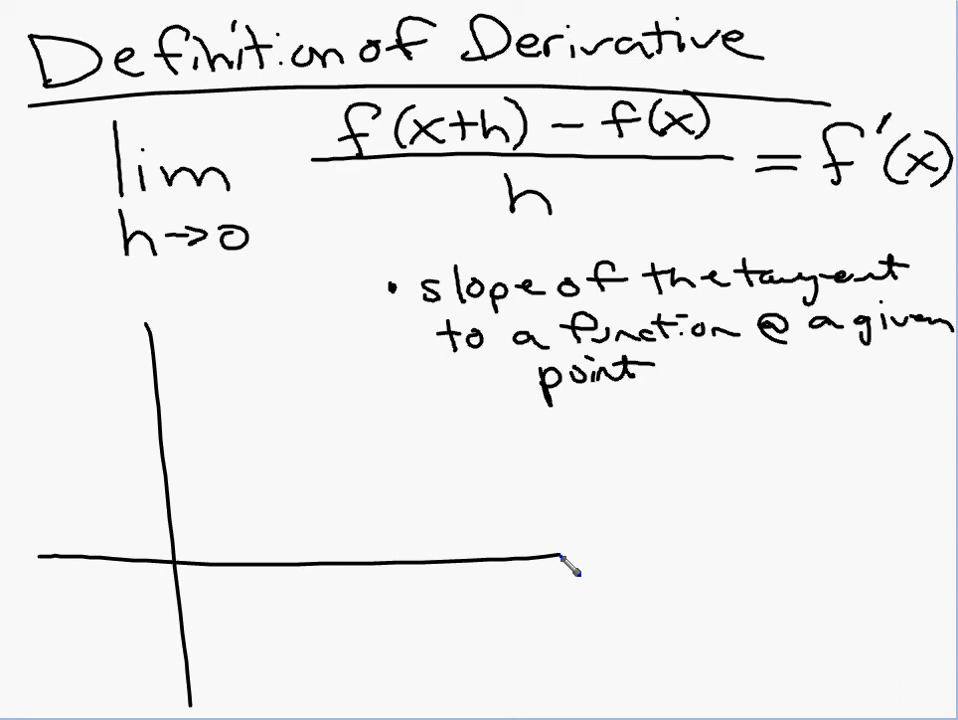 Definition of Derivative
lim h→0 f(x+h) - f(x) / h = f'(x)
• slope of the tangent
to a function @ a given
point